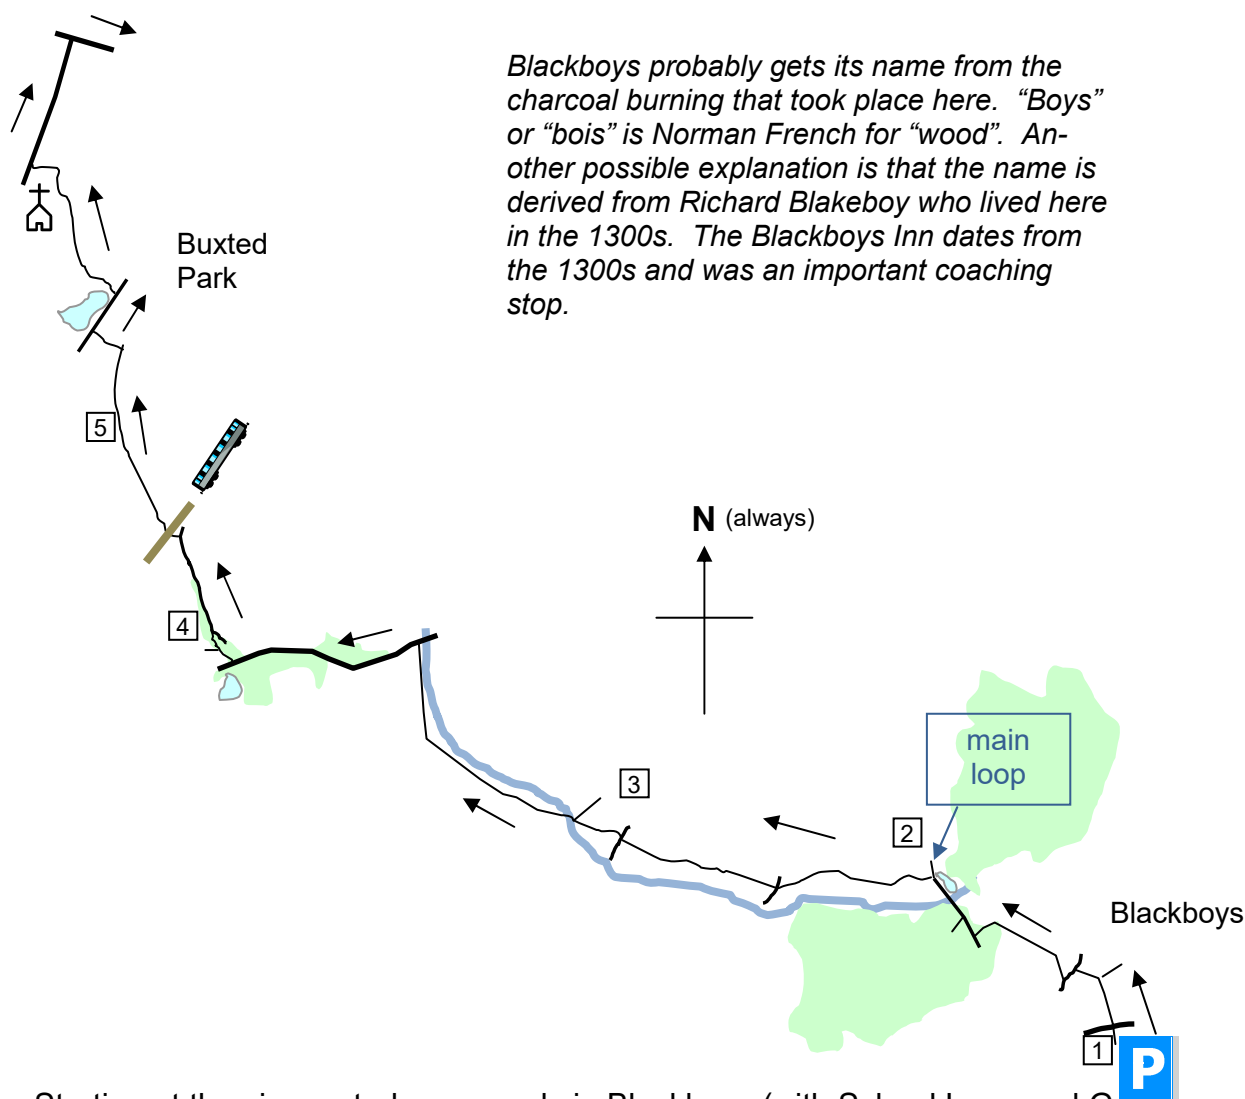 Blackboys probably gets its name from the
charcoal burning that took place here. “Boys”
or “bois” is Norman French for “wood”. An-
other possible explanation is that the name is
derived from Richard Blakeboy who lived here
in the 1300s. The Blackboys Inn dates from
the 1300s and was an important coaching
stop.
Buxted
Park
5
N (always)
4
main
loop
3
2
Blackboys
1
P